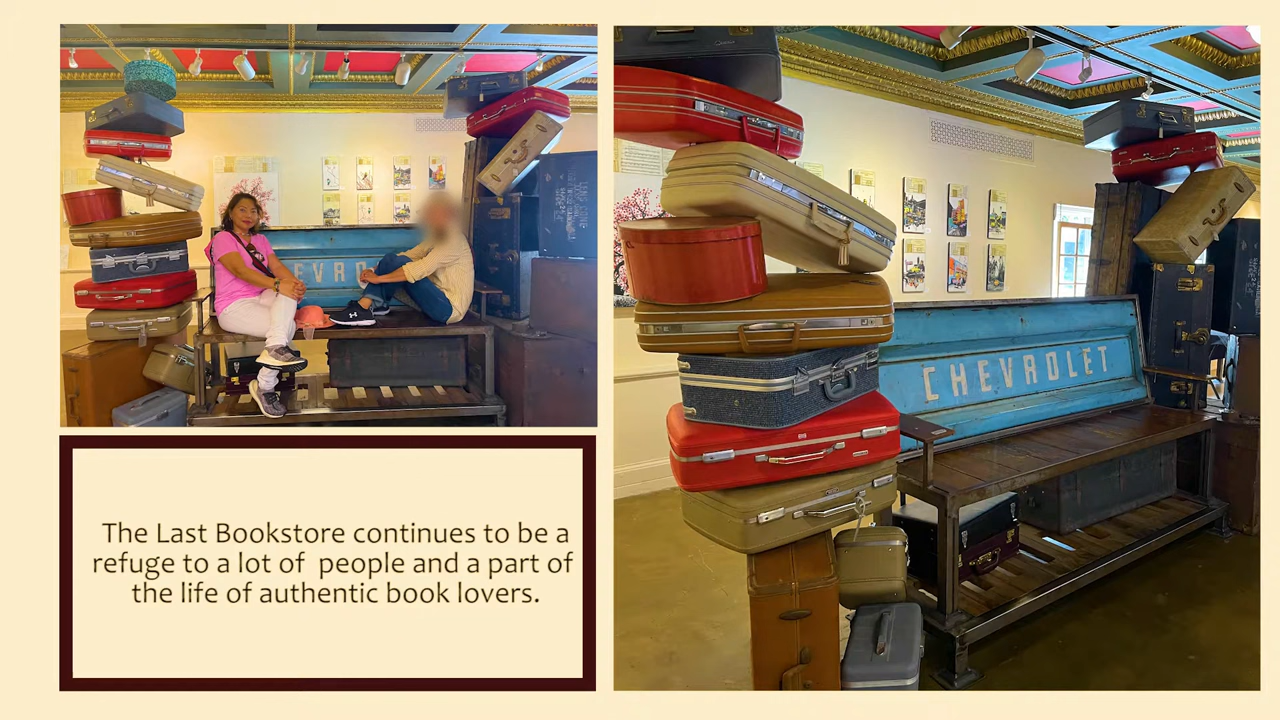 EVRO
CHEVROLET
The Last Bookstore continues to be a
refuge to a lot of people and a part of
the life of authentic book lovers.